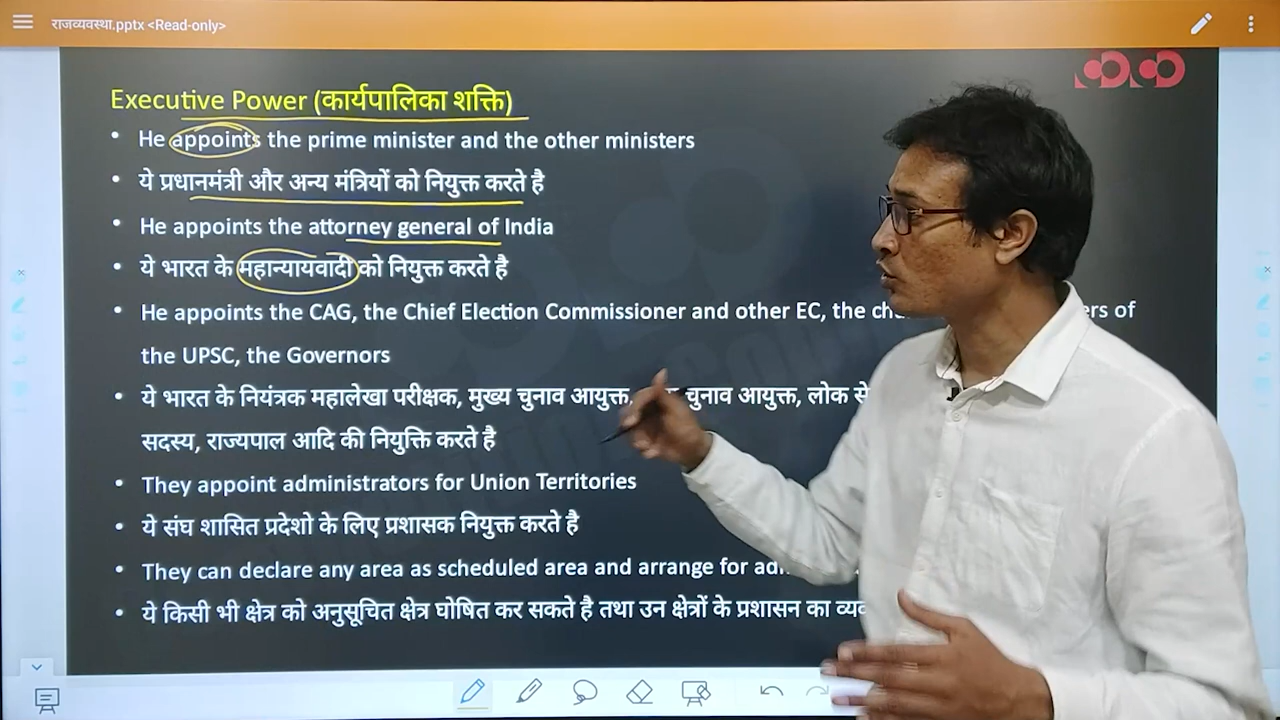 राजव्यवस्था.pptx <Read-only>
Executive Power (कार्यपालिका शक्ति)
• He appoints the prime minister and the other ministers
• ये प्रधानमंत्री और अन्य मंत्रियों को नियुक्त करते है
• He appoints the attorney general of India
• ये भारत के महान्यायवादी को नियुक्त करते है
• He appoints the CAG, the Chief Election Commissioner and other EC, the of
the UPSC, the Governors
• ये भारत के नियंत्रक महालेखा परीक्षक, मुख्य चुनाव आयुक्त, चुनाव आयुक्त, लोक
सदस्य, राज्यपाल आदि की नियुक्ति करते है
• They appoint administrators for Union Territories
• ये संघ शासित प्रदेशो के लिए प्रशासक नियुक्त करते है
• They can declare any area as scheduled area and arrange for
• ये किसी भी क्षेत्र को अनुसूचित क्षेत्र घोषित कर सकते है तथा उन क्षेत्रों के प्रशासन का